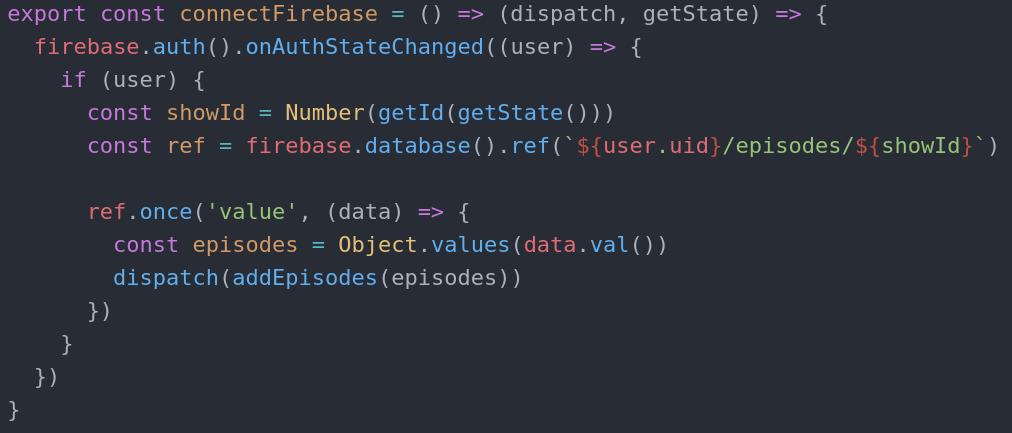 export const connectFirebase = () => (dispatch, getState) => {
  firebase.auth().onAuthStateChanged((user) => {
    if (user) {
      const showId = Number(getId(getState()))
      const ref = firebase.database().ref(`${user.uid}/episodes/${showId}`)

      ref.once('value', (data) => {
        const episodes = Object.values(data.val())
        dispatch(addEpisodes(episodes))
      })
    }
  })
}